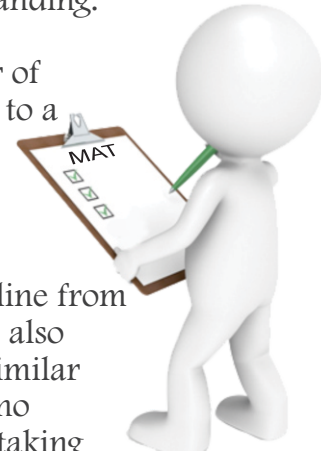 anding.
r of
to a
MAT
line from
also
imilar
no
taking